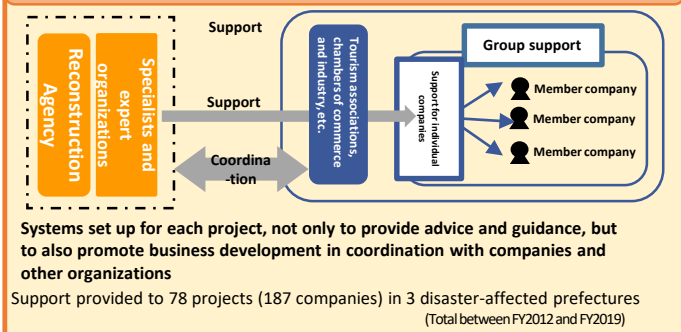 Support
Group support
Reconstruction
Agency
Specialists and
expert
organizations
Support
Coordina
-tion
Tourism associations,
chambers of commerce
and industry, etc.
Support for individual
companies
Member company
Member company
Member company
Systems set up for each project, not only to provide advice and guidance, but
to also promote business development in coordination with companies and
other organizations
Support provided to 78 projects (187 companies) in 3 disaster-affected prefectures
(Total between FY2012 and FY2019)